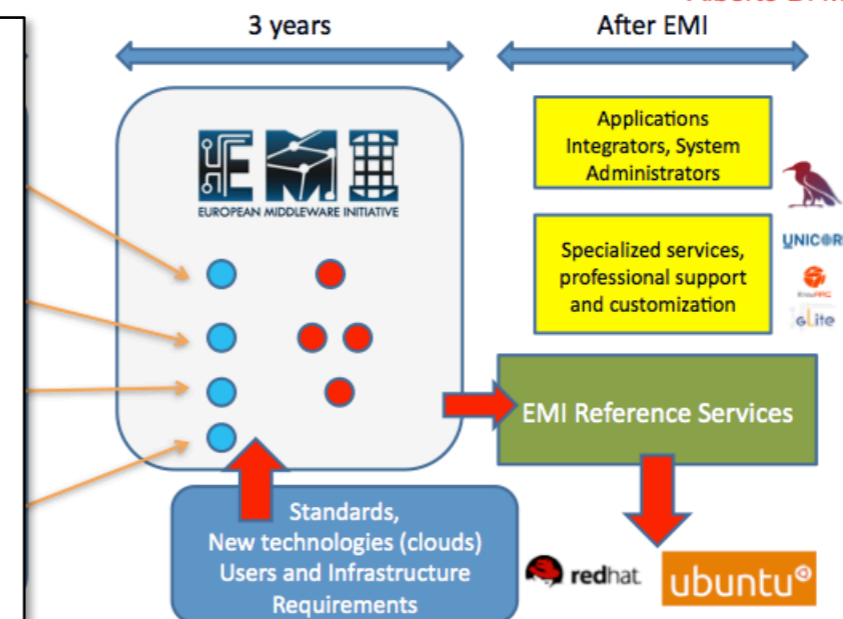 3 years
After EMI
EMI
EUROPEAN MIDDLEWARE INITIATIVE
Applications
Integrators, System
Administrators
Specialized services,
professional support
and customization
UNICOR
gLite
EMI Reference Services
Standards,
New technologies (clouds)
Users and Infrastructure
Requirements
redhat
ubuntu